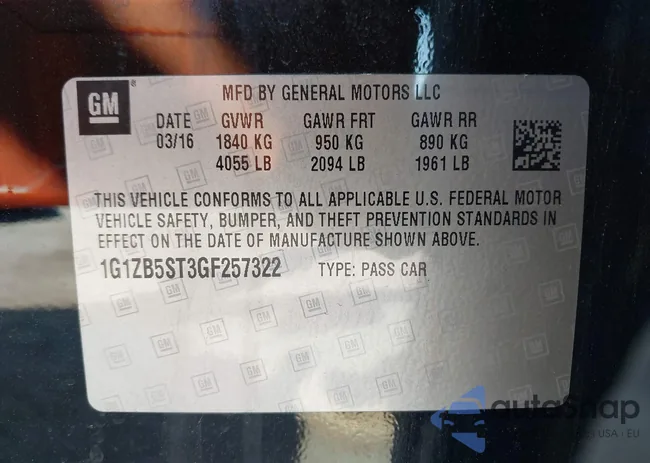 GM
MFD BY GENERAL MOTORS LLC
DATE GVWR GAWR FRT GAWR RR
03/16 1840 KG 950 KG 890 KG
4055 LB 2094 LB 1961 LB
THIS VEHICLE CONFORMS TO ALL APPLICABLE U.S. FEDERAL MOTOR
VEHICLE SAFETY, BUMPER, AND THEFT PREVENTION STANDARDS IN
EFFECT ON THE DATE OF MANUFACTURE SHOWN ABOVE.
1G1ZB5ST3GF257322 TYPE: PASS CAR
autoSnap
USA | EU